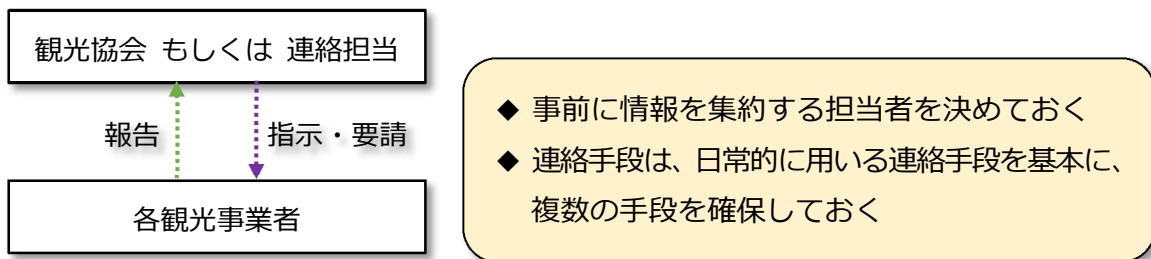 観光協会 もしくは 連絡担当
報告
指示・要請
各観光事業者
◆ 事前に情報を集約する担当者を決めておく
◆ 連絡手段は、日常的に用いる連絡手段を基本に、
複数の手段を確保しておく